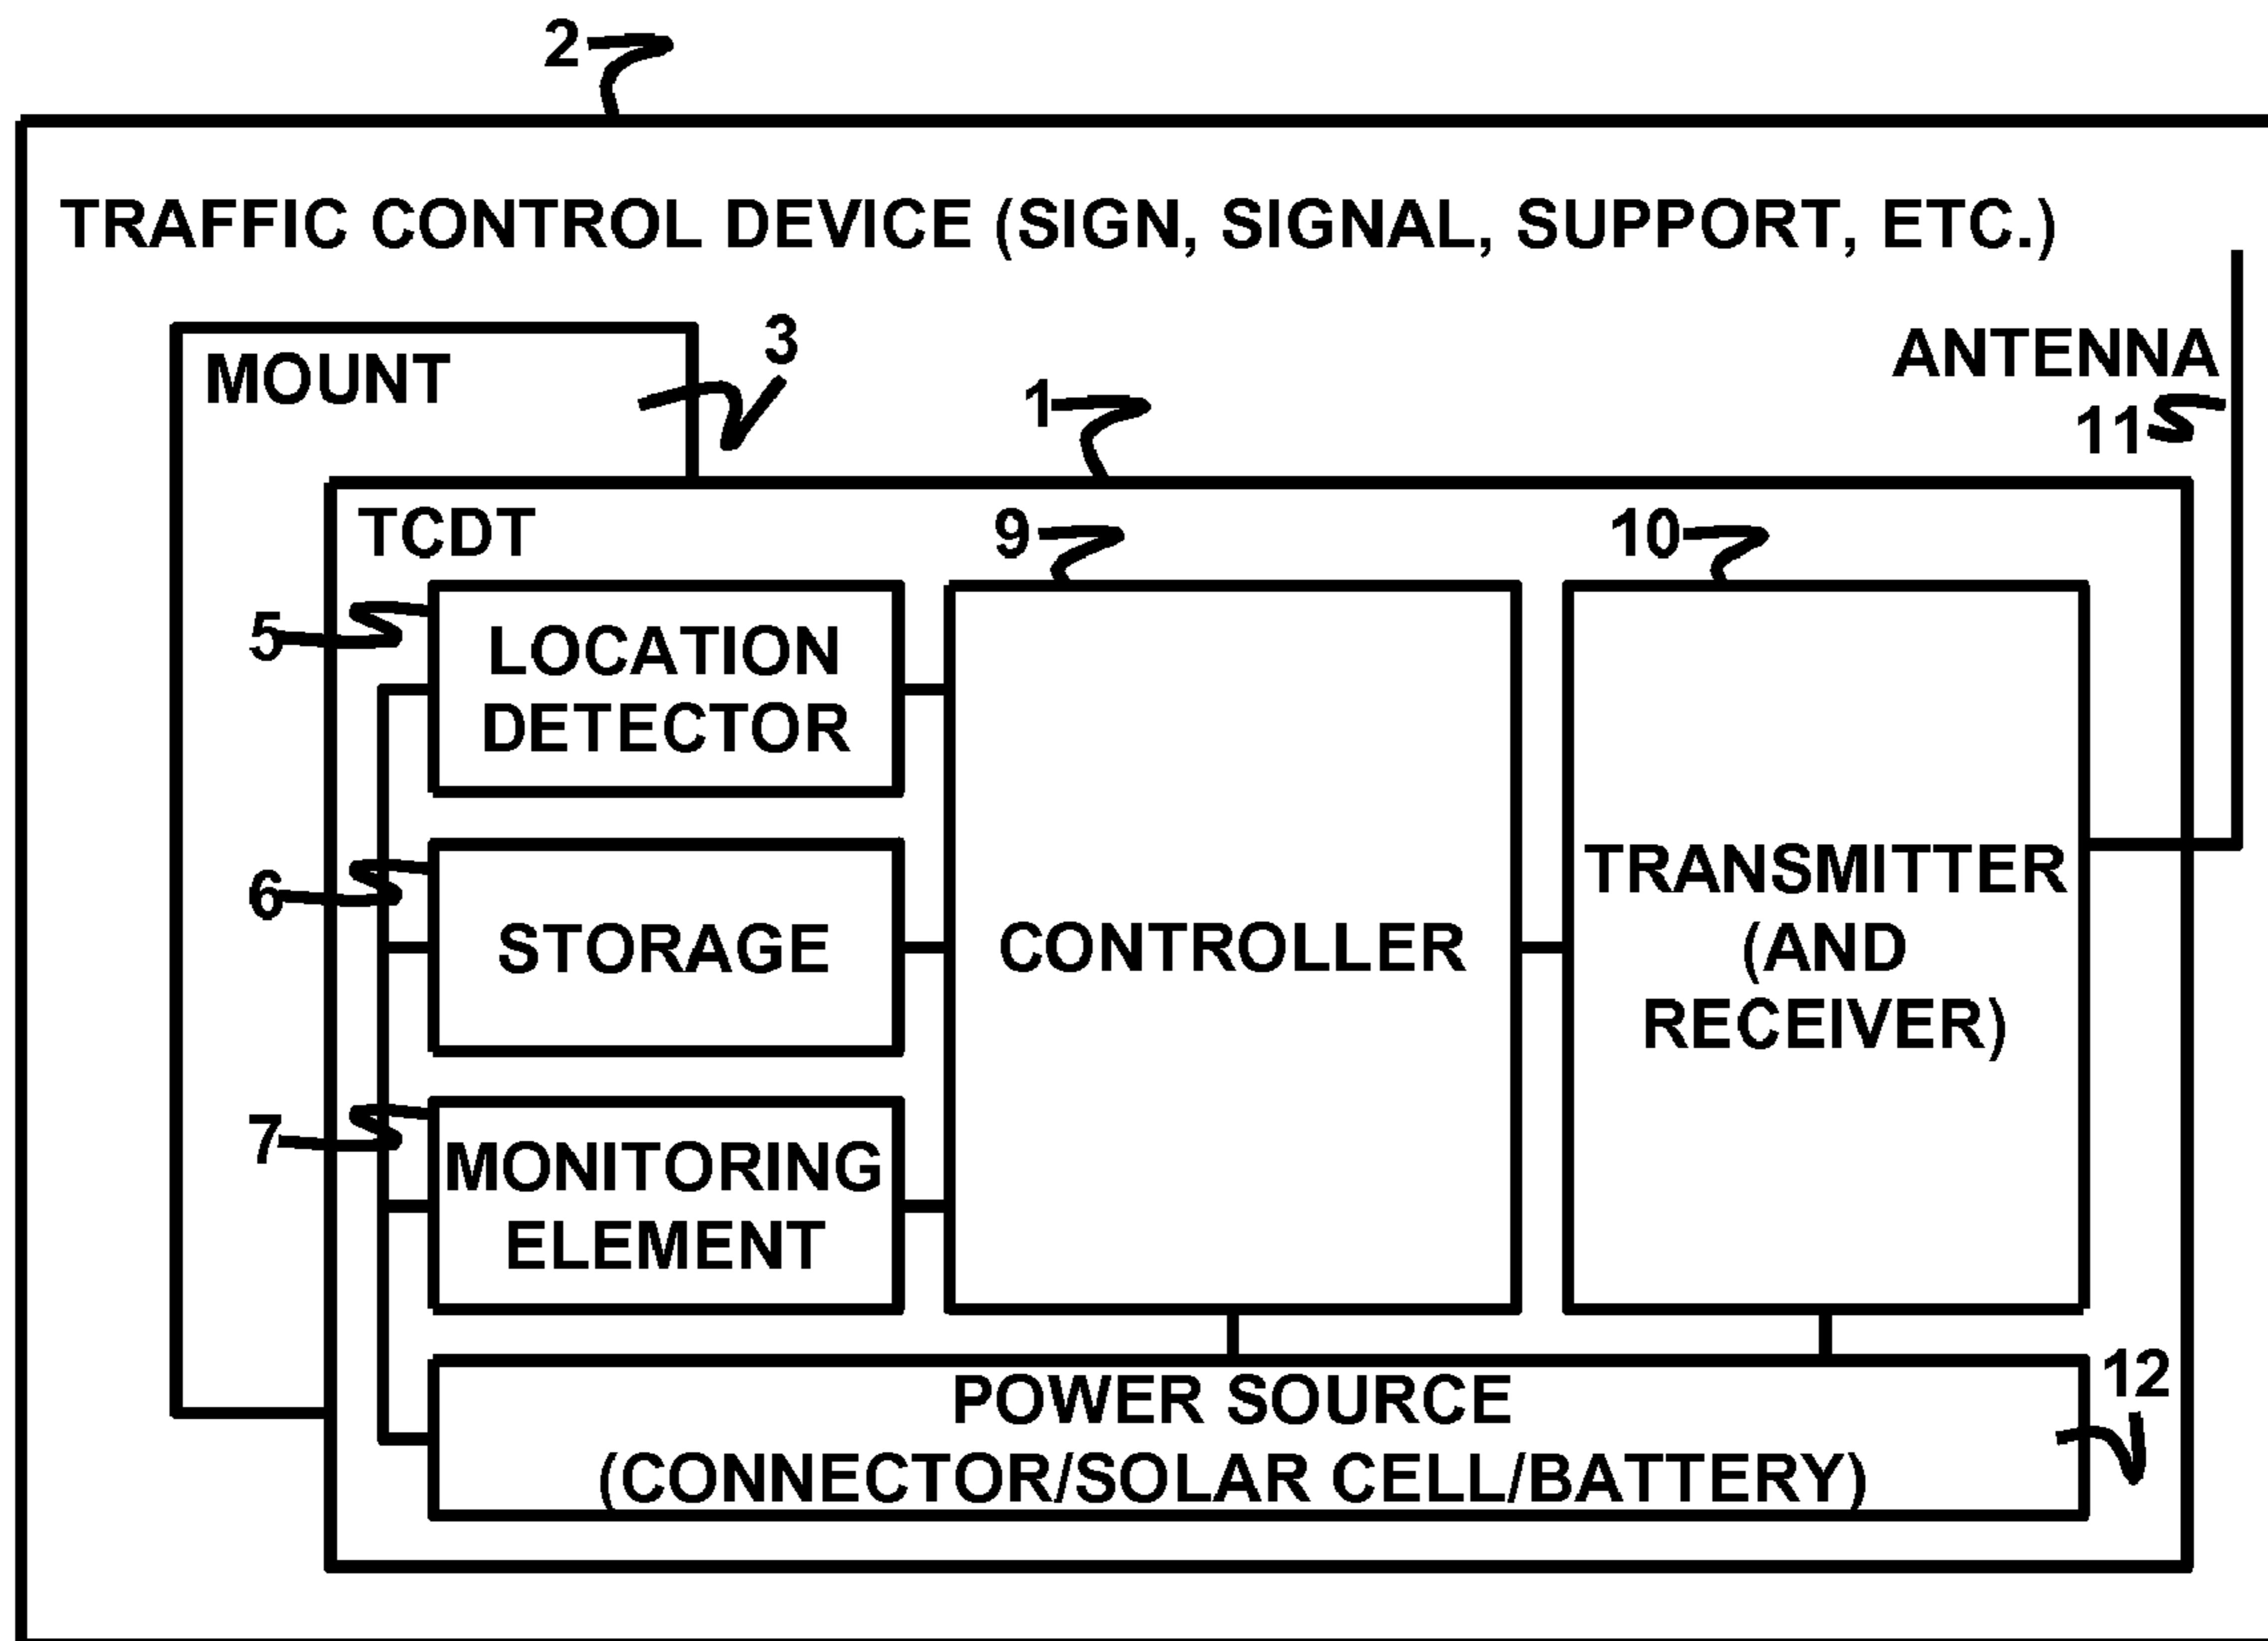 2
TRAFFIC CONTROL DEVICE (SIGN, SIGNAL, SUPPORT, ETC.)
MOUNT
3
1
ANTENNA
11
TCDT
9
10
5
LOCATION
DETECTOR
6
STORAGE
CONTROLLER
TRANSMITTER
(AND
RECEIVER)
7
MONITORING
ELEMENT
12
POWER SOURCE
(CONNECTOR/SOLAR CELL/BATTERY)